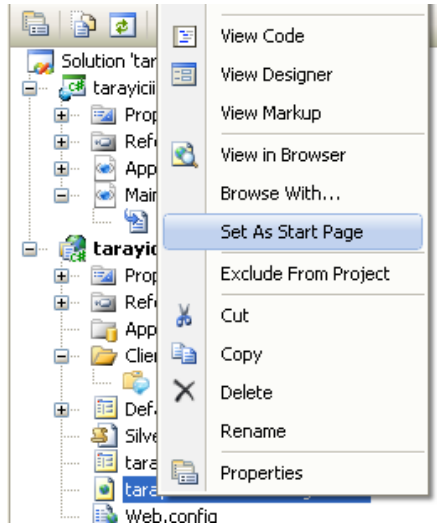 Solution 'tar
tarayicii
Prop
Refe
App
Main
tarayic
Prop
Refe
App
Clien
Defa
Silve
tara
tara
Web.config
View Code
View Designer
View Markup
View in Browser
Browse With...
Set As Start Page
Exclude From Project
Cut
Copy
Delete
Rename
Properties